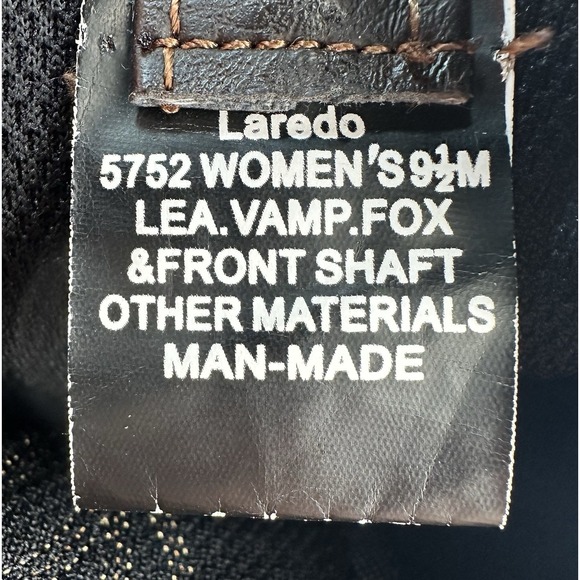 Laredo
5752 WOMEN'S 9½M
LEA.VAMP.FOX
&FRONT SHAFT
OTHER MATERIALS
MAN-MADE